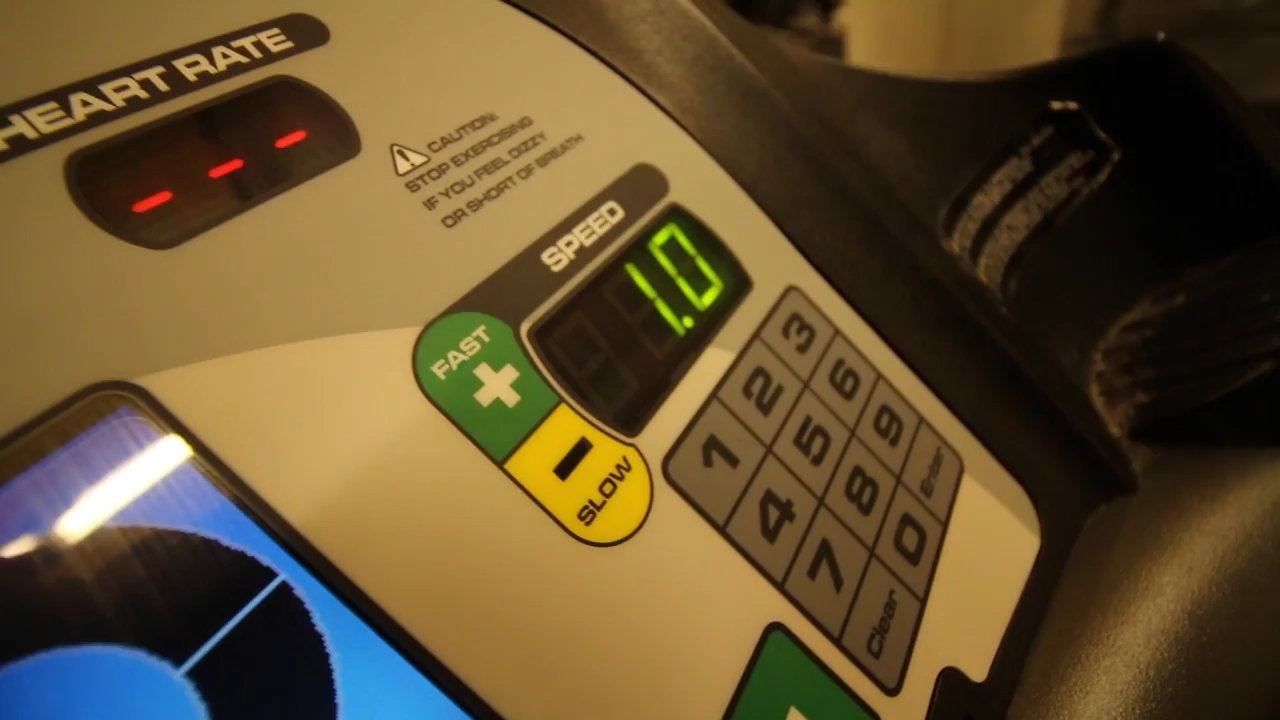 HEART RATE
- - -
CAUTION:
STOP EXERCISING
IF YOU FEEL DIZZY
OR SHORT OF BREATH
SPEED
1.0
FAST
+
-
SLOW
1 2 3
4 5 6
7 8 9
Clear 0 Enter